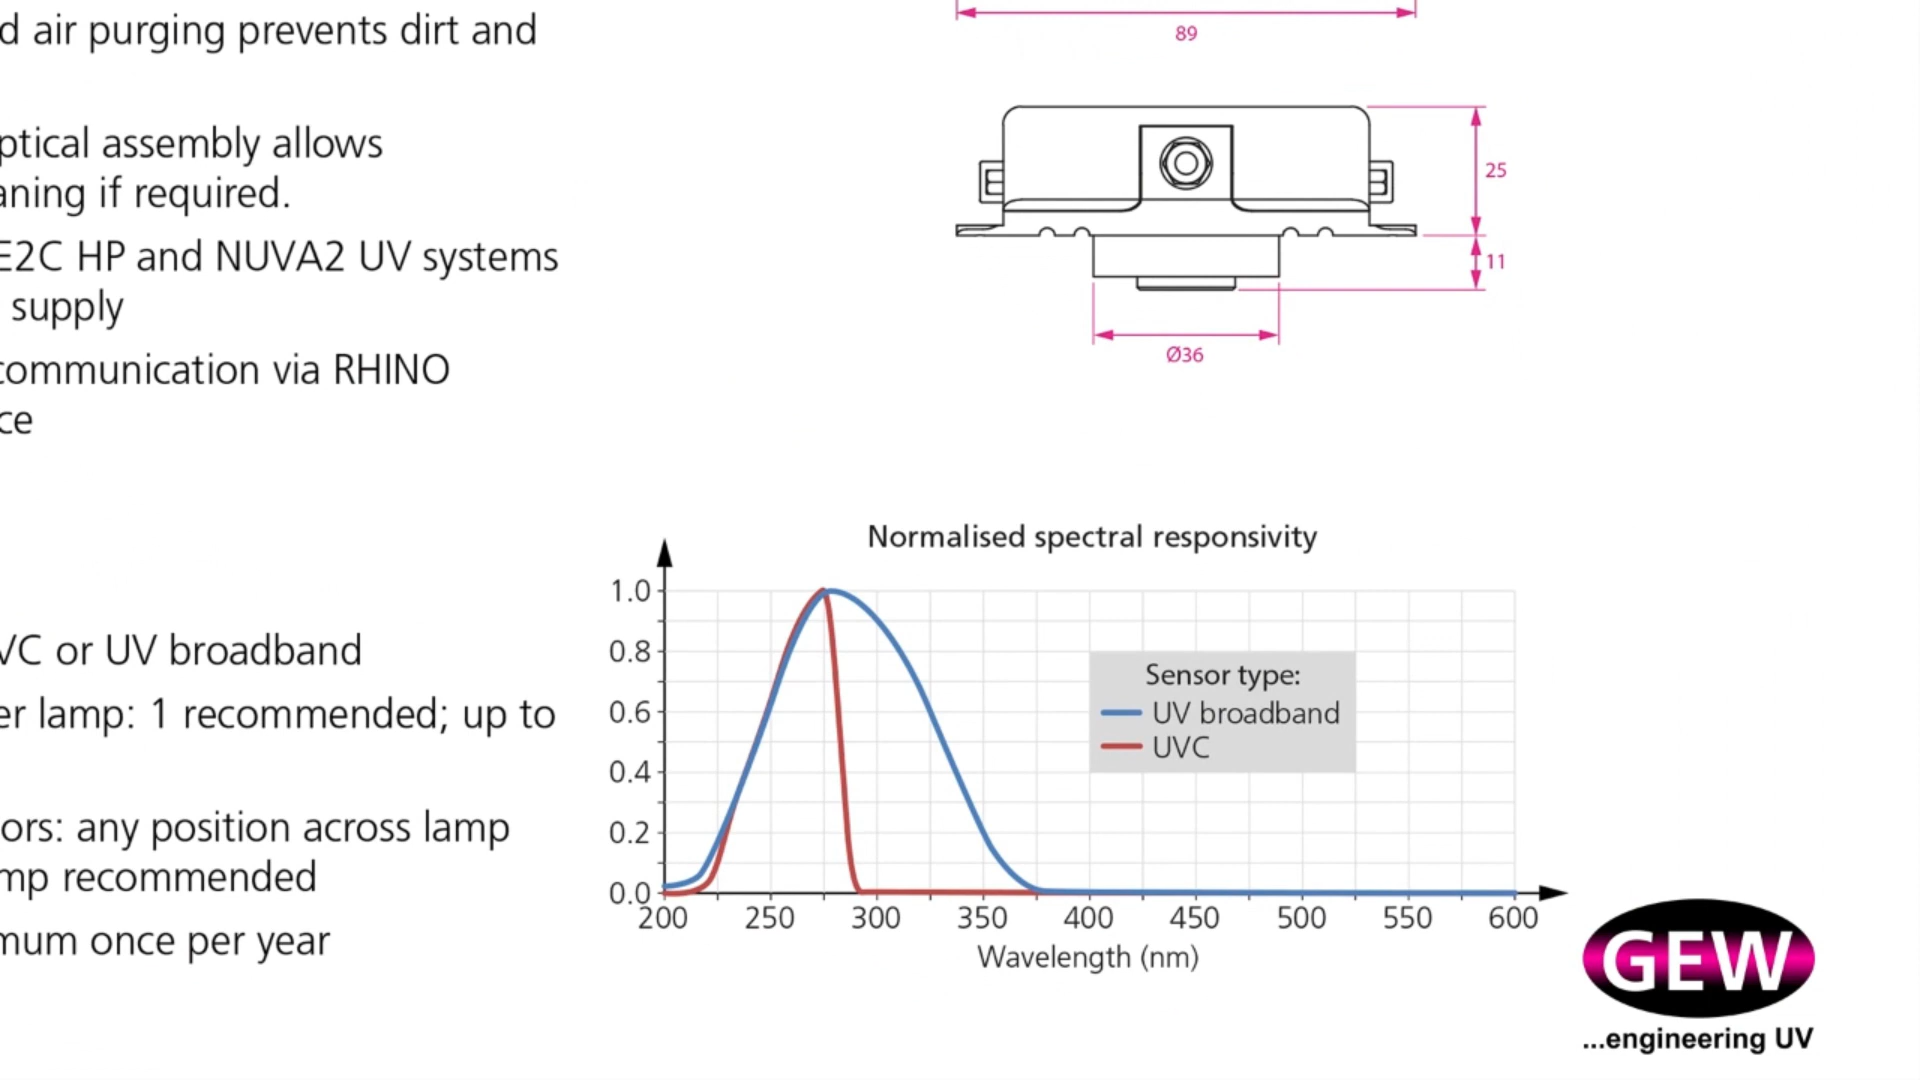 d air purging prevents dirt and
ptical assembly allows
aning if required.
E2C HP and NUVA2 UV systems
supply
communication via RHINO
ce
VC or UV broadband
er lamp: 1 recommended; up to
ors: any position across lamp
mp recommended
mum once per year
89
25
11
Ø36
Normalised spectral responsivity
1.0
0.8
0.6
0.4
0.2
0.0
Sensor type:
UV broadband
UVC
200 250 300 350 400 450 500 550 600
Wavelength (nm)
GEW
...engineering UV